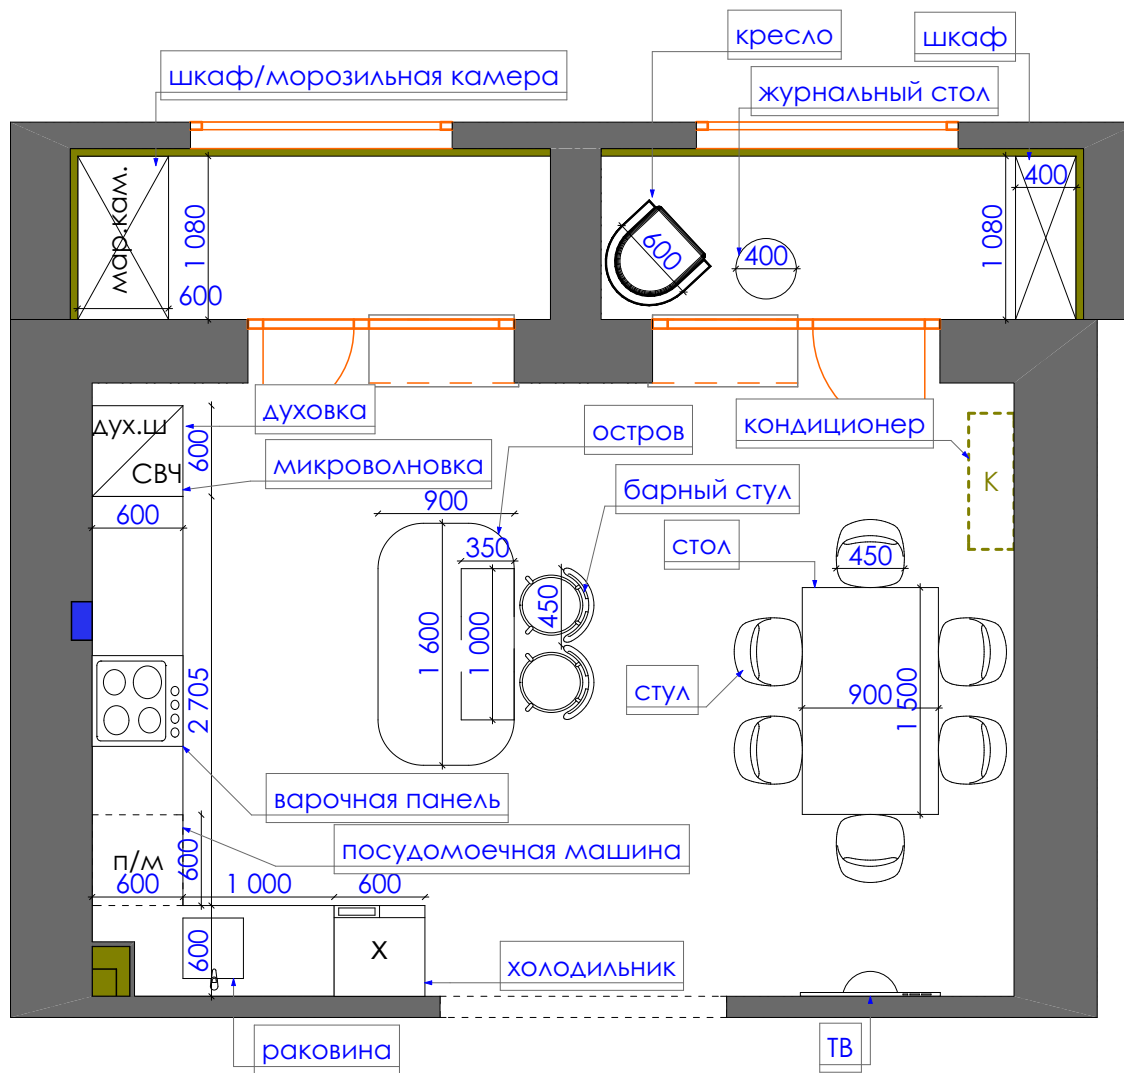 кресло
шкаф
шкаф/морозильная камера
журнальный стол
мар.кам.
1 080
600
600
400
1 080
400
духовка
остров
кондиционер
дух.ш
СВЧ
600
микроволновка
барный стул
К
900
600
350
стол
450
450
1 600
1 000
2 705
стул
900
1 500
варочная панель
посудомоечная машина
п/м
600
600
1 000
600
600
Х
холодильник
раковина
ТВ